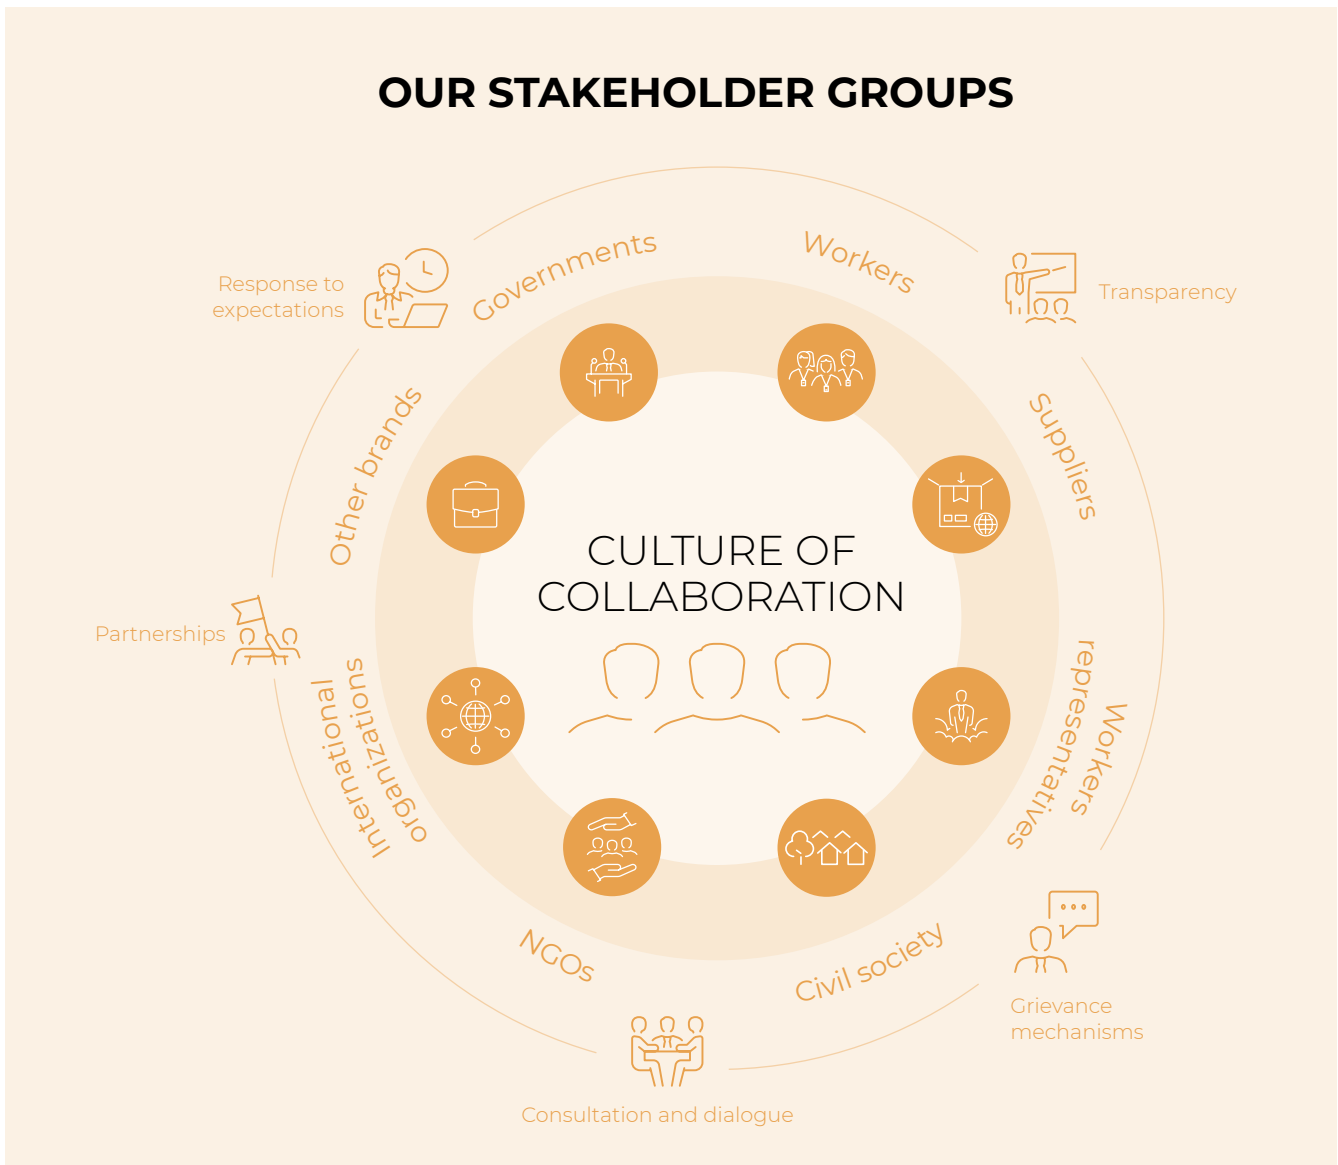 OUR STAKEHOLDER GROUPS
Governments
Workers
Response to
expectations
Transparency
Other brands
Suppliers
CULTURE OF
COLLABORATION
Partnerships
International
organizations
Workers
representatives
NGOs
Civil society
Grievance
mechanisms
Consultation and dialogue